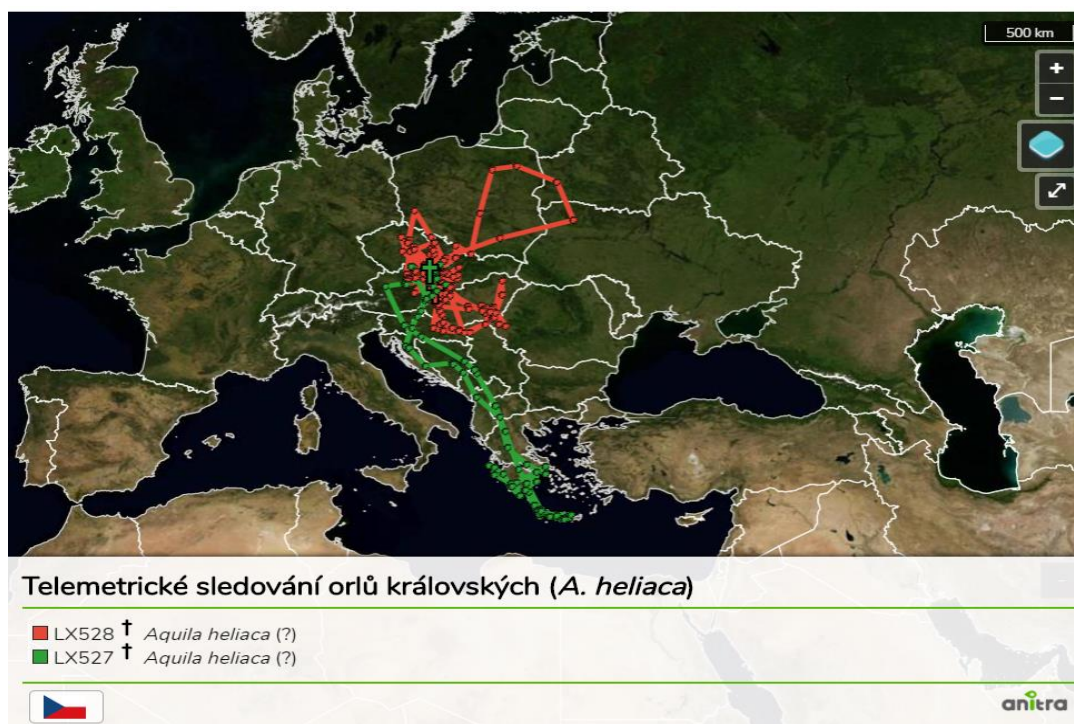 500 km
+
−
Telemetrické sledování orlů královských (A. heliaca)
LX528 † Aquila heliaca (?)
LX527 † Aquila heliaca (?)
anitra